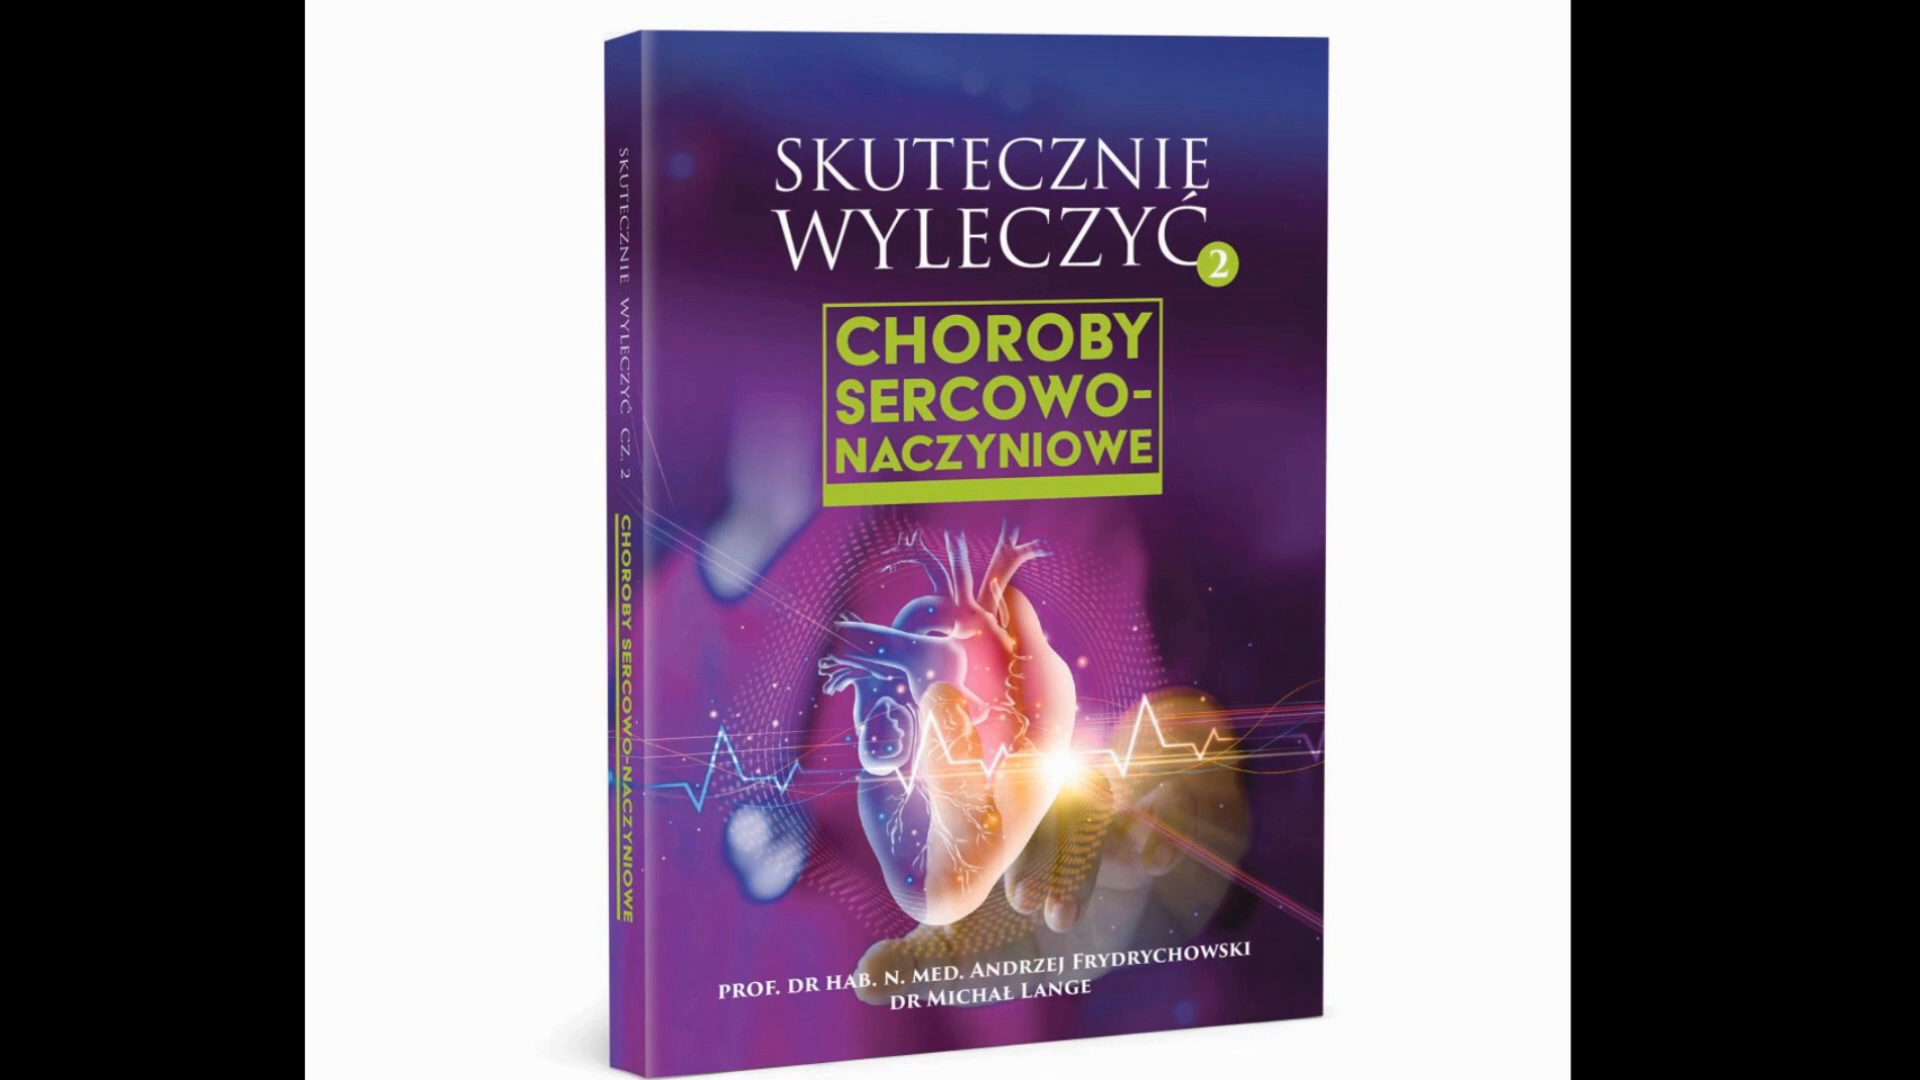 SKUTECZNIE
WYLECZYĆ 2
CHOROBY
SERCOWO-
NACZYNIOWE
PROF. DR HAB. N. MED. ANDRZEJ FRYDRYCHOWSKI
DR MICHAŁ LANGE
SKUTECZNIE WYLECZYĆ CZ. 2 CHOROBY SERCOWO-NACZYNIOWE